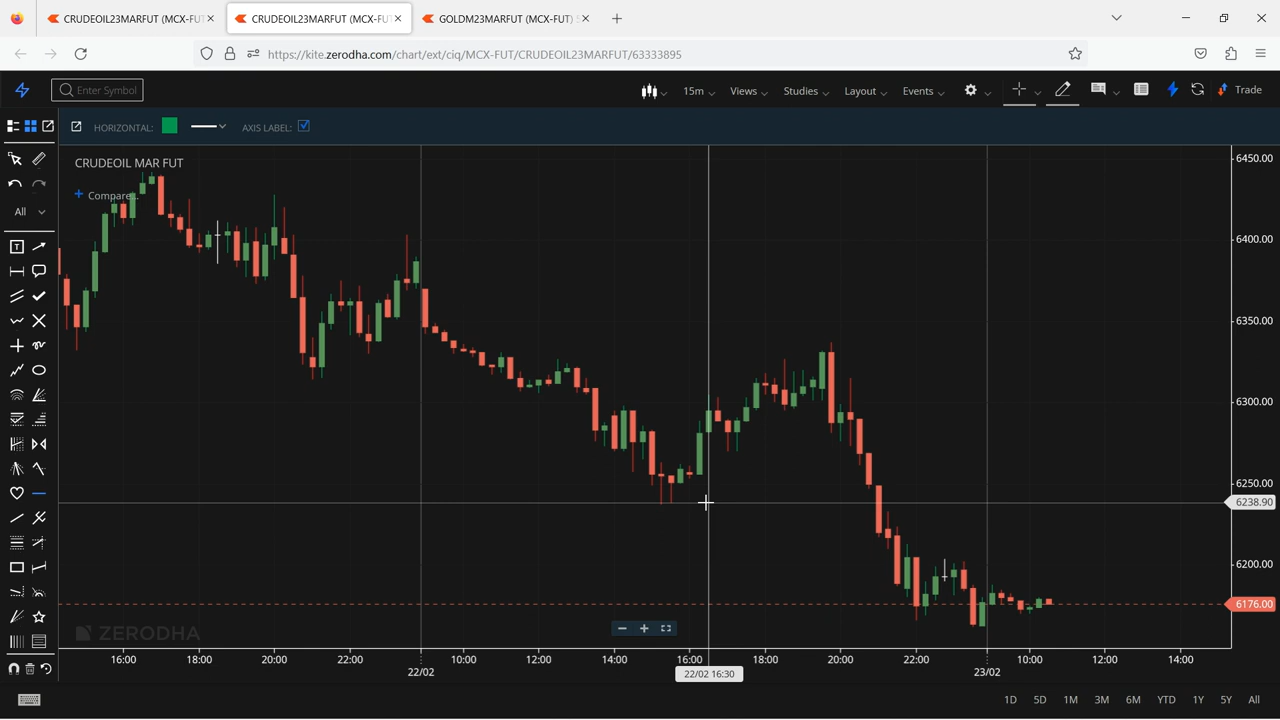 CRUDEOIL23MARFUT (MCX-FUT
CRUDEOIL23MARFUT (MCX-FU
GOLDM23MARFUT (MCX-FUT)
https://kite.zerodha.com/chart/ext/ciq/MCX-FUT/CRUDEOIL23MARFUT/63333895
Enter Symbol
15m
Views
Studies
Layout
Events
Trade
HORIZONTAL:
AXIS LABEL:
CRUDEOIL MAR FUT
Compare...
All
6450.00
6400.00
6350.00
6300.00
6250.00
6238.90
6200.00
6176.00
ZERODHA
16:00 18:00 20:00 22:00 10:00 12:00 14:00 16:00 18:00 20:00 22:00 10:00 12:00 14:00
22/02 22/02 16:30 23/02
1D 5D 1M 3M 6M YTD 1Y 5Y All